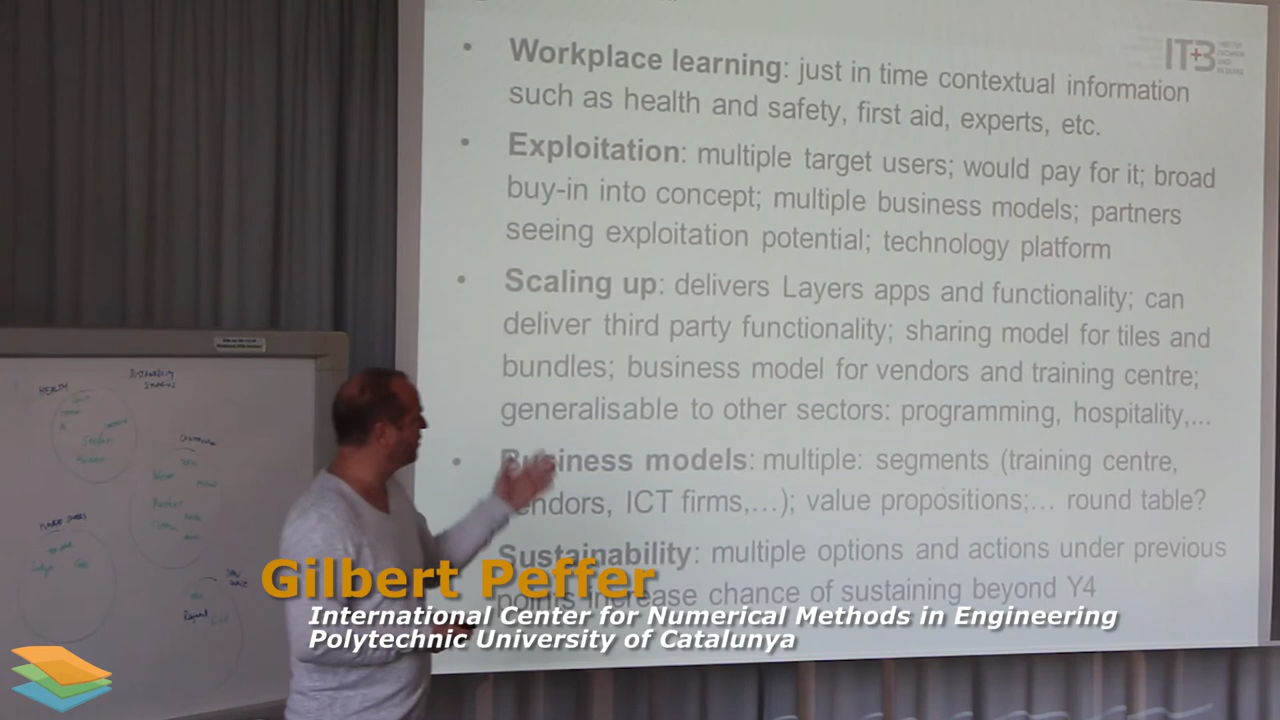 • Workplace learning: just in time contextual information
such as health and safety, first aid, experts, etc.
• Exploitation: multiple target users; would pay for it; broad
buy-in into concept; multiple business models; partners
seeing exploitation potential; technology platform
• Scaling up: delivers Layers apps and functionality; can
deliver third party functionality; sharing model for tiles and
bundles; business model for vendors and training centre;
generalisable to other sectors: programming, hospitality,...
• Business models: multiple: segments (training centre,
vendors, ICT firms,...); value propositions;... round table?
Sustainability: multiple options and actions under previous
points increase chance of sustaining beyond Y4
ITB
HEALTH
Gilbert Peffer
International Center for Numerical Methods in Engineering
Polytechnic University of Catalunya